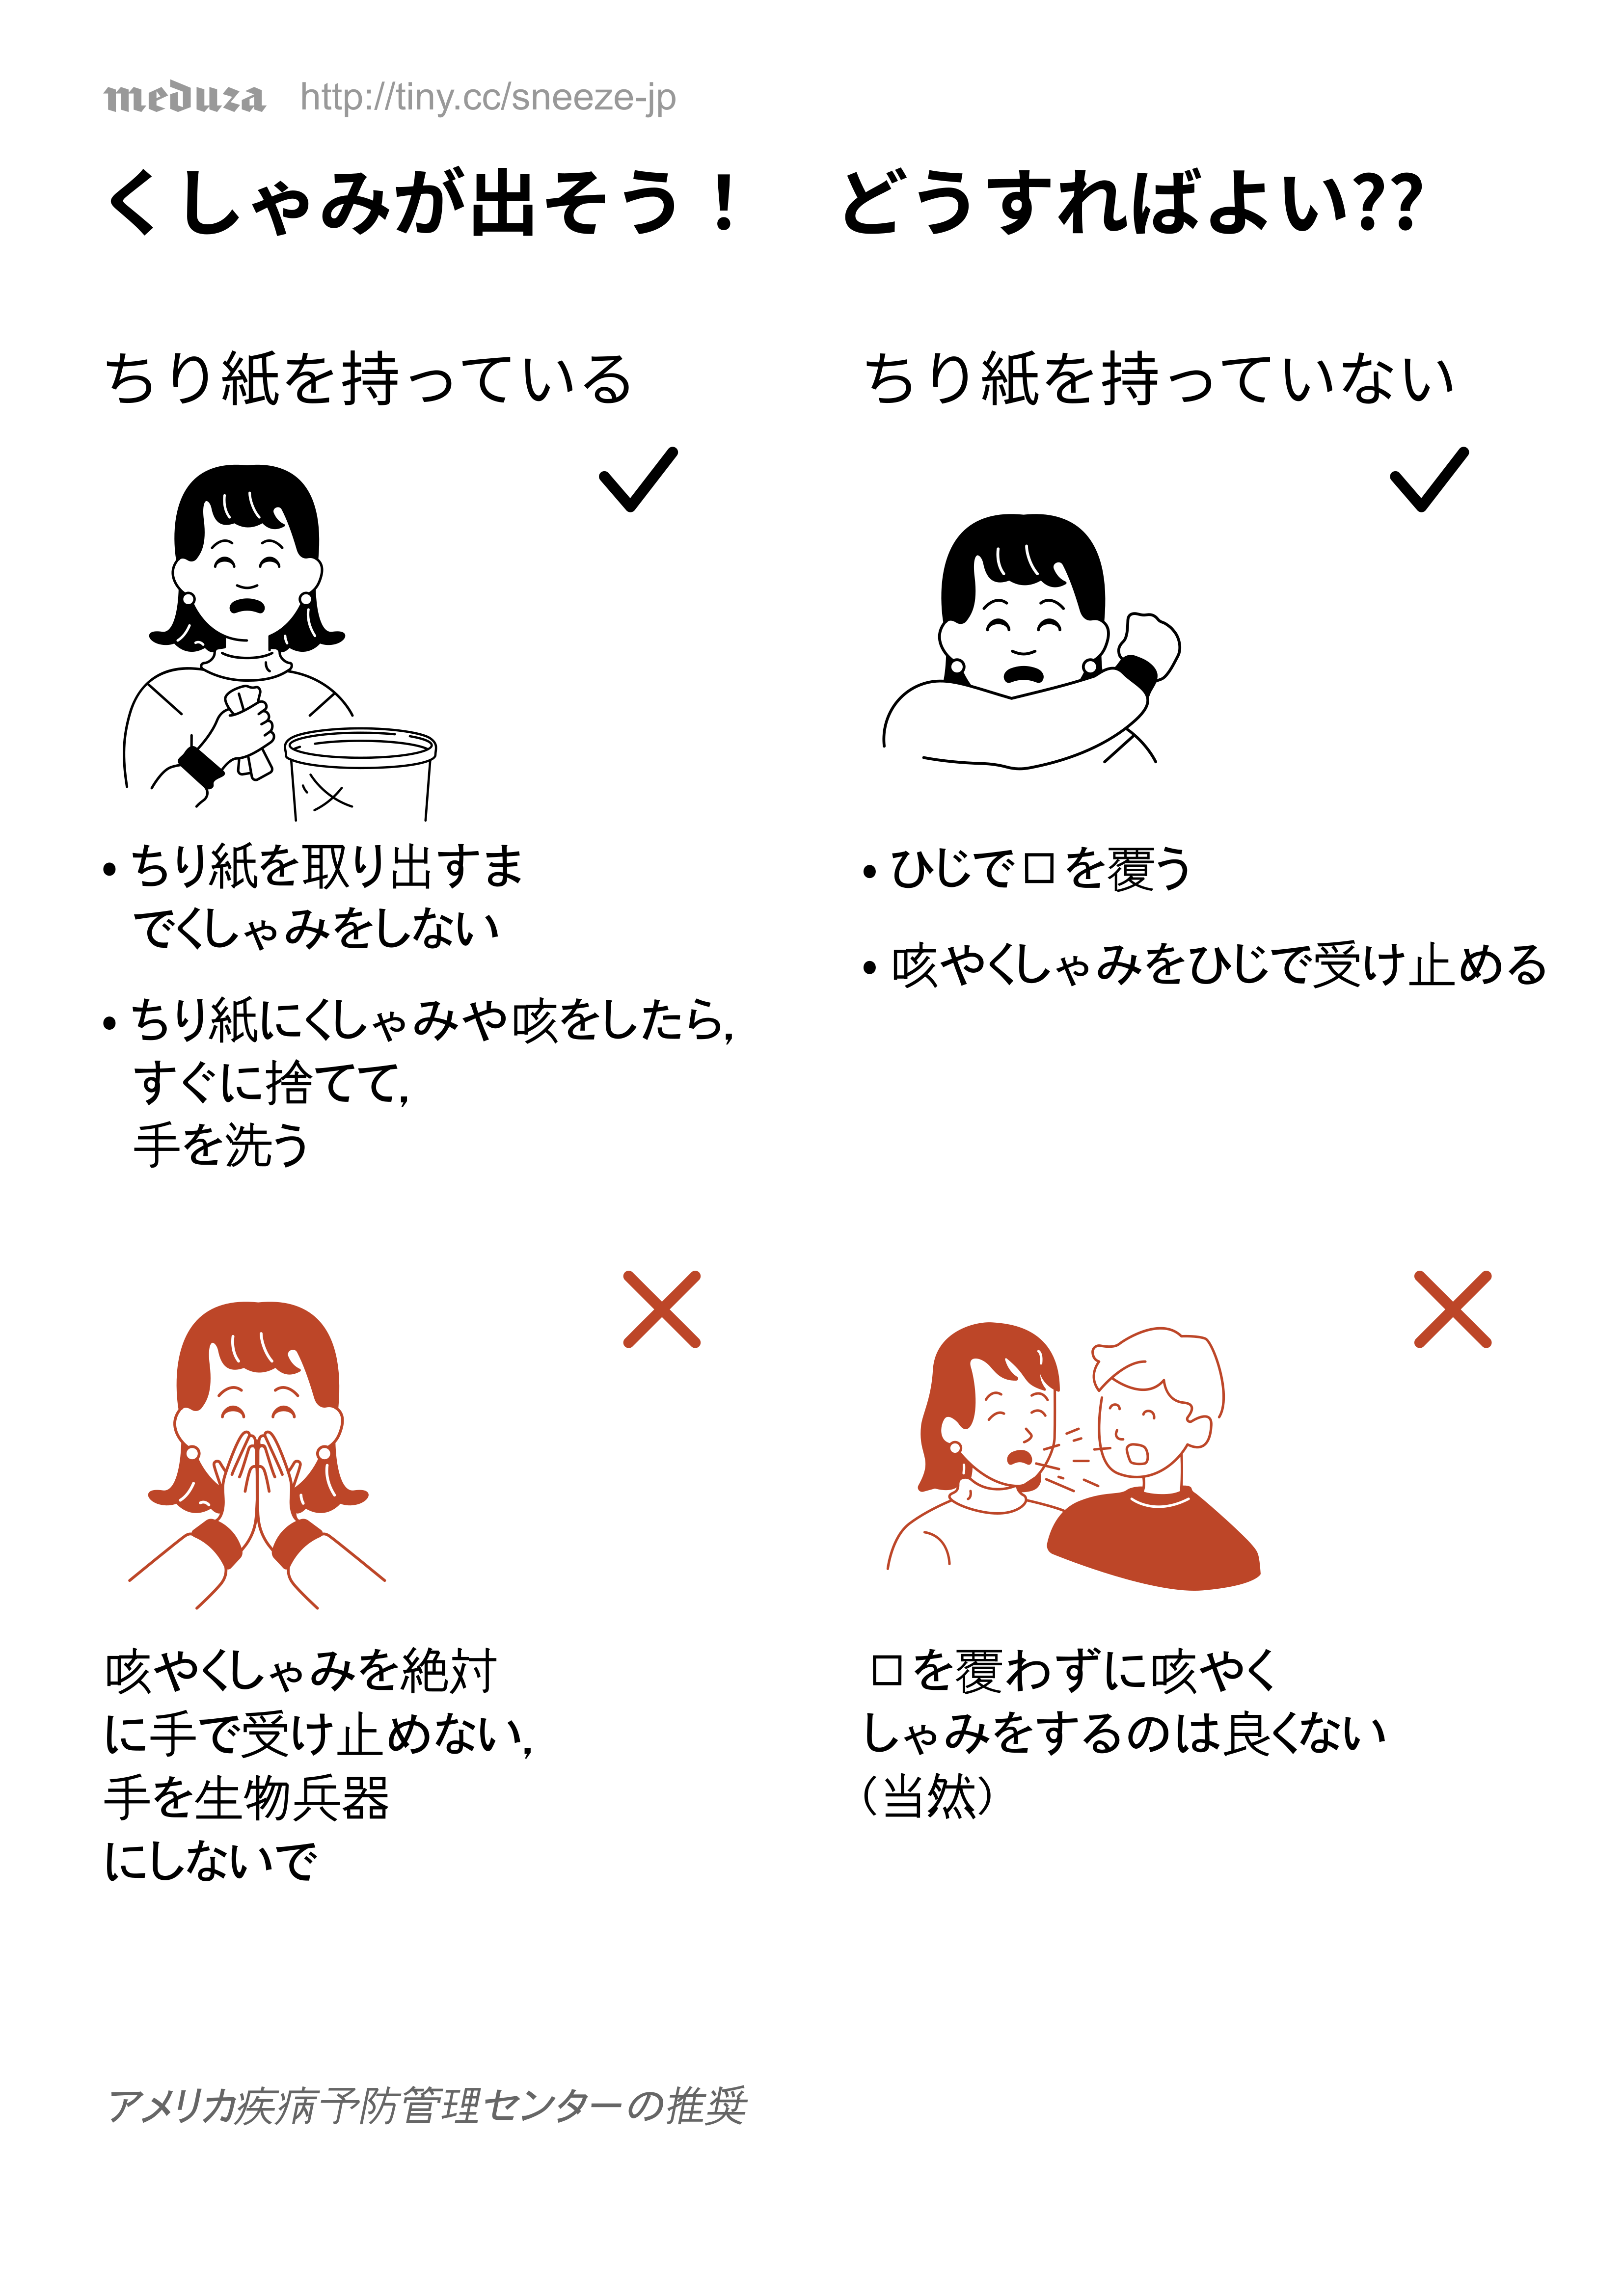 meduza http://tiny.cc/sneeze-jp
くしゃみが出そう！ どうすればよい??
ちり紙を持っている
ちり紙を取り出すま
でくしゃみをしない
ちり紙にくしゃみや咳をしたら,
すぐに捨てて,
手を洗う
ちり紙を持っていない
ひじで口を覆う
咳やくしゃみをひじで受け止める
咳やくしゃみを絶対
に手で受け止めない,
手を生物兵器
にしないで
口を覆わずに咳やく
しゃみをするのは良くない
（当然）
アメリカ疾病予防管理センターの推奨